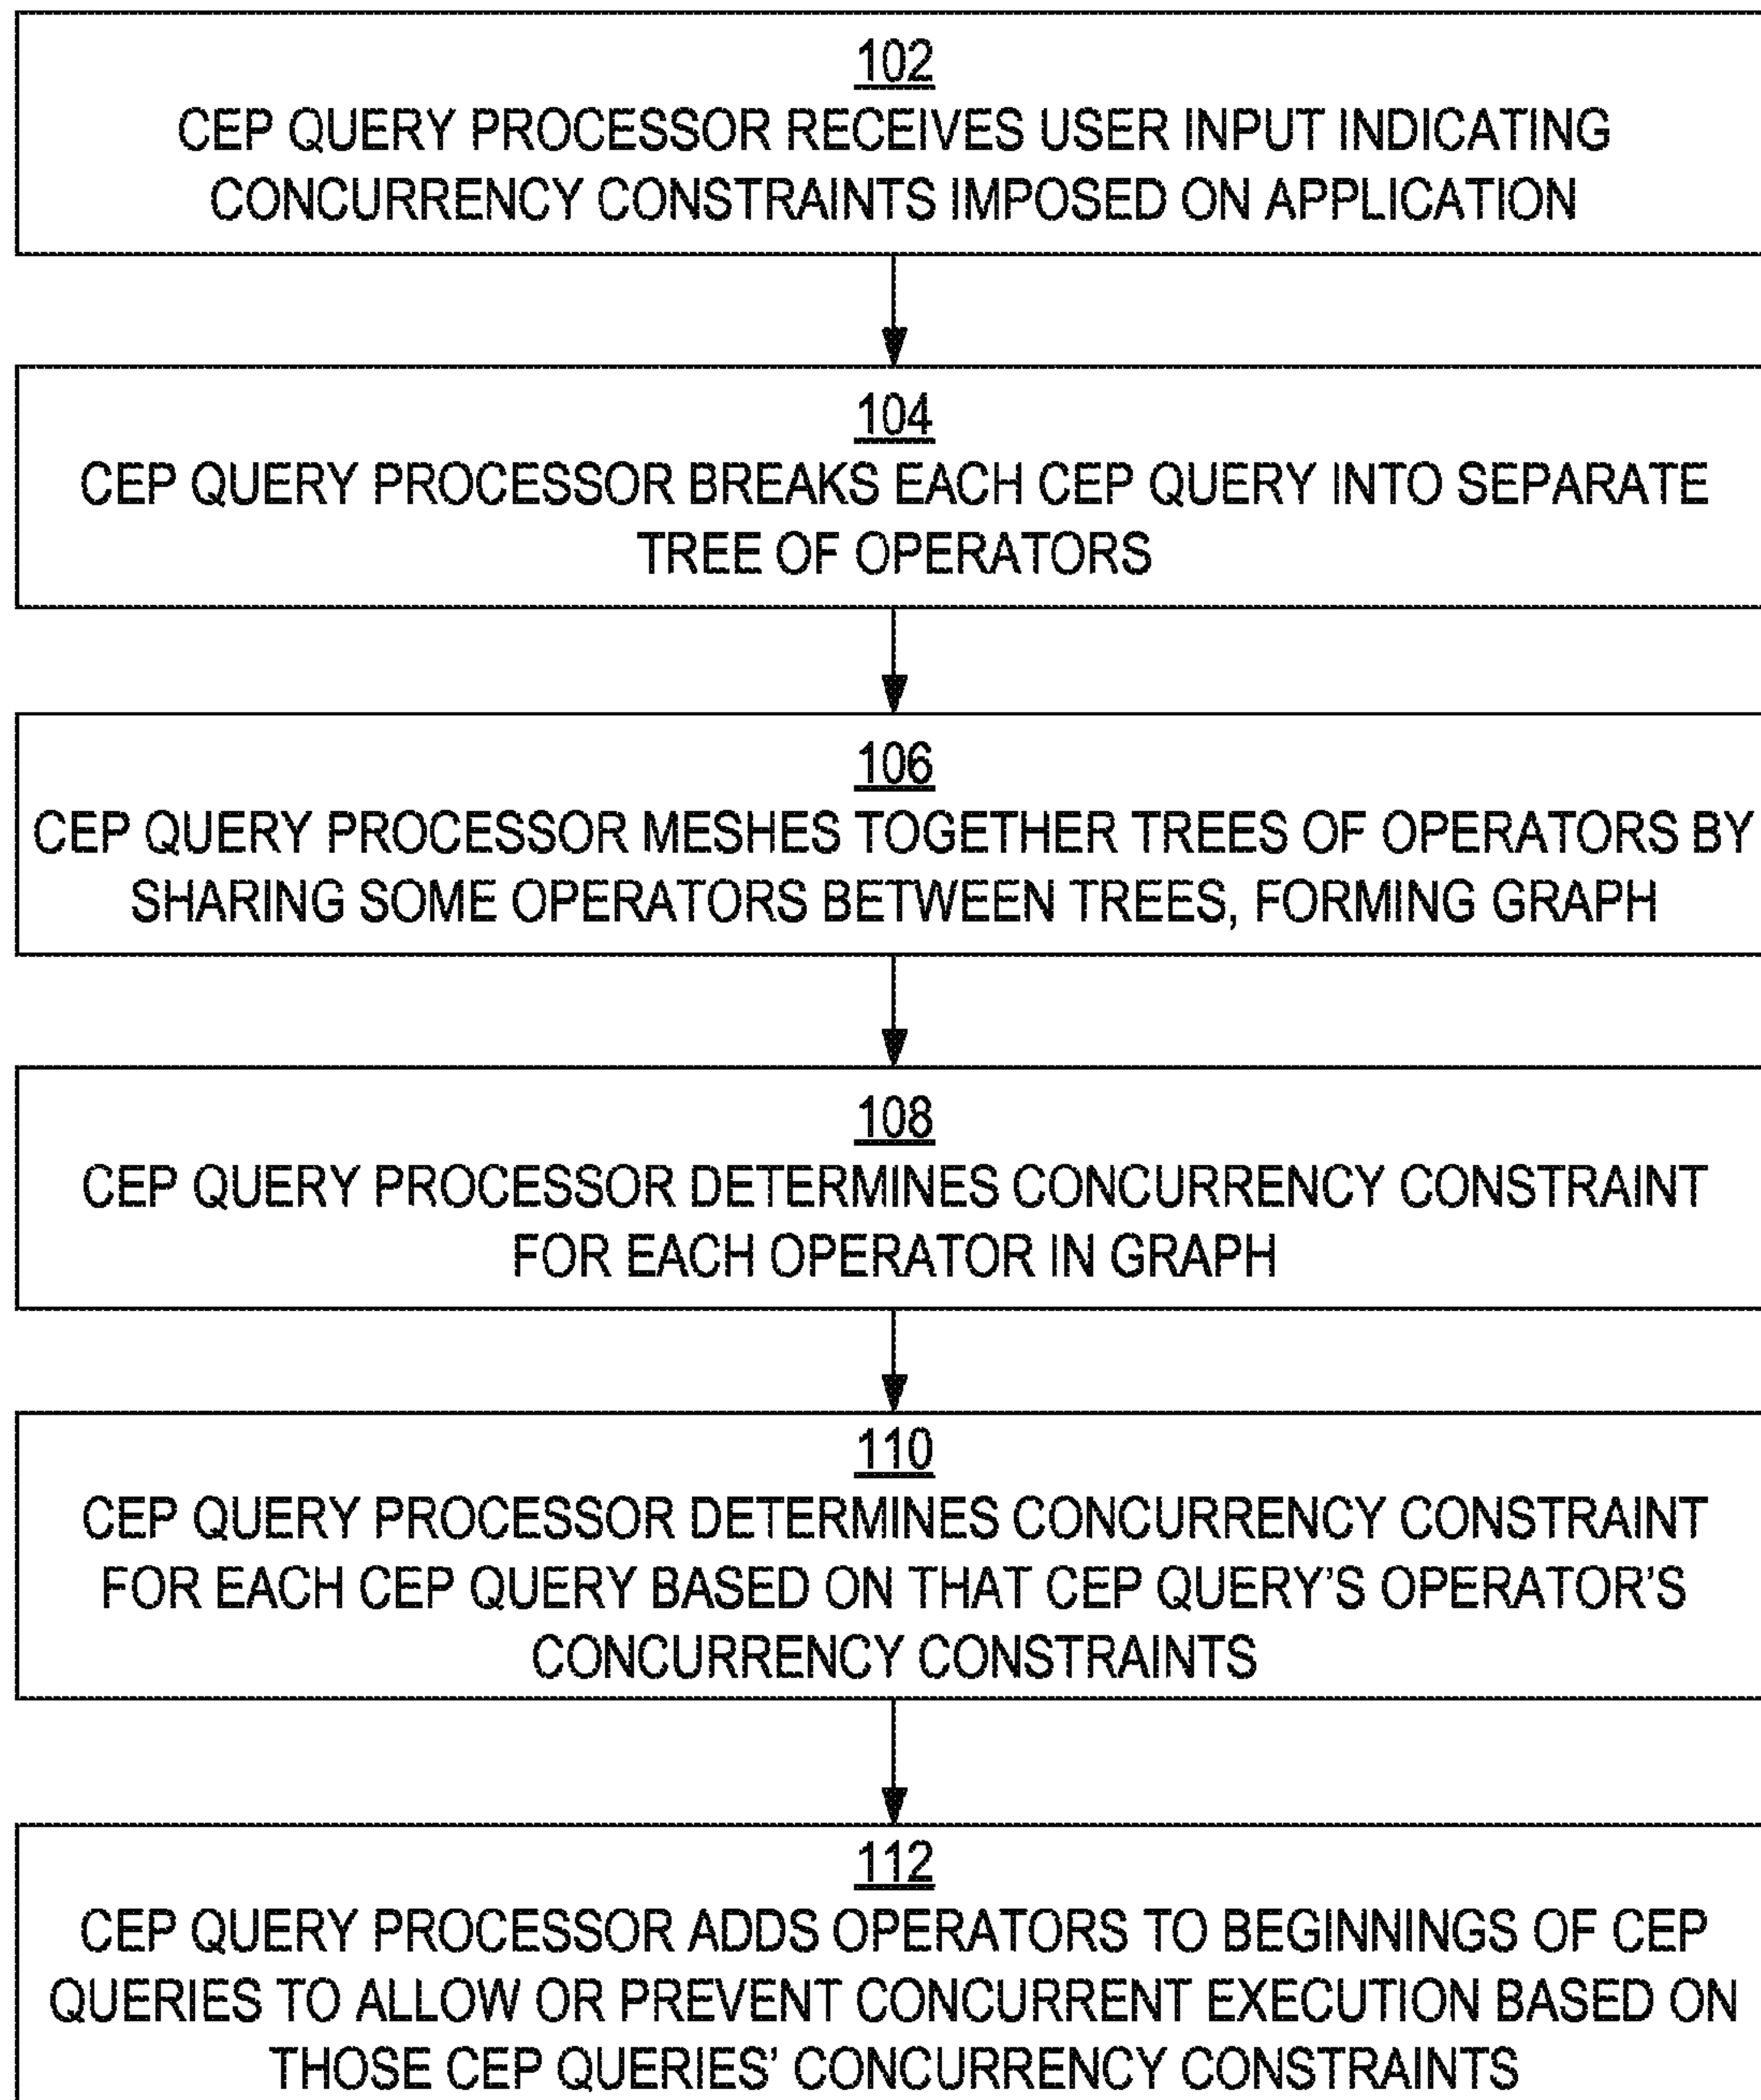 102
CEP QUERY PROCESSOR RECEIVES USER INPUT INDICATING
CONCURRENCY CONSTRAINTS IMPOSED ON APPLICATION
104
CEP QUERY PROCESSOR BREAKS EACH CEP QUERY INTO SEPARATE
TREE OF OPERATORS
106
CEP QUERY PROCESSOR MESHES TOGETHER TREES OF OPERATORS BY
SHARING SOME OPERATORS BETWEEN TREES, FORMING GRAPH
108
CEP QUERY PROCESSOR DETERMINES CONCURRENCY CONSTRAINT
FOR EACH OPERATOR IN GRAPH
110
CEP QUERY PROCESSOR DETERMINES CONCURRENCY CONSTRAINT
FOR EACH CEP QUERY BASED ON THAT CEP QUERY'S OPERATOR'S
CONCURRENCY CONSTRAINTS
112
CEP QUERY PROCESSOR ADDS OPERATORS TO BEGINNINGS OF CEP
QUERIES TO ALLOW OR PREVENT CONCURRENT EXECUTION BASED ON
THOSE CEP QUERIES' CONCURRENCY CONSTRAINTS